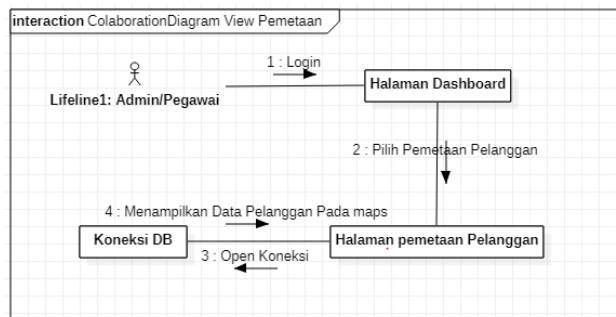 interaction ColaborationDiagram View Pemetaan
1 : Login
Halaman Dashboard
Lifeline1: Admin/Pegawai
2 : Pilih Pemetaan Pelanggan
4 : Menampilkan Data Pelanggan Pada maps
Koneksi DB
Halaman pemetaan Pelanggan
3 : Open Koneksi